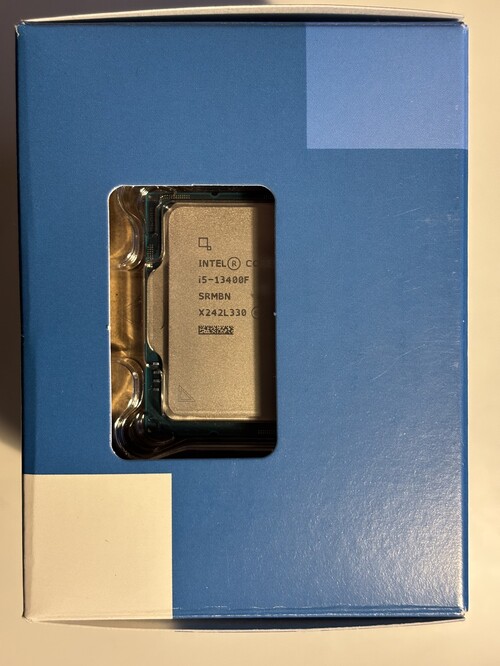 INTEL® CO
i5-13400F
SRMBN
X242L330